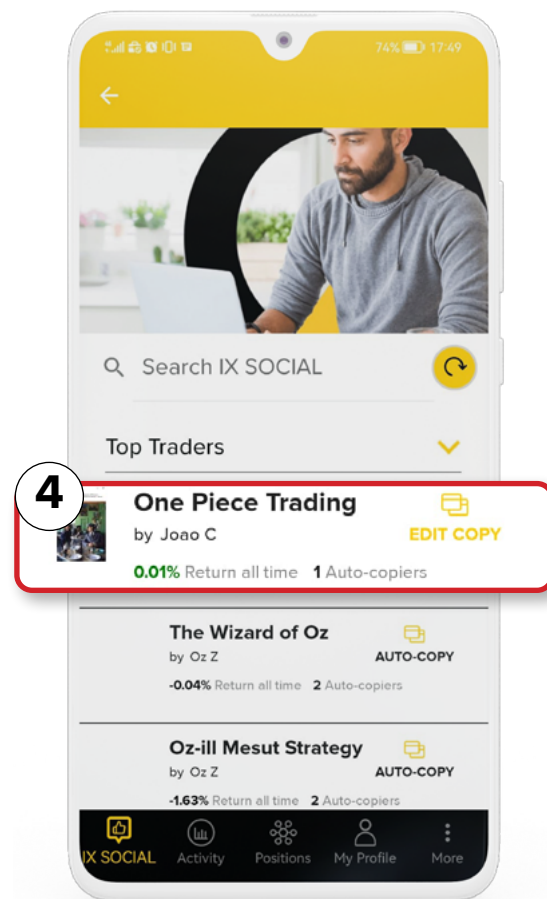 74% 17:49
Search IX SOCIAL
Top Traders
4
One Piece Trading
by Joao C
EDIT COPY
0.01% Return all time 1 Auto-copiers
The Wizard of Oz
by Oz Z
AUTO-COPY
-0.04% Return all time 2 Auto-copiers
Oz-ill Mesut Strategy
by Oz Z
AUTO-COPY
-1.63% Return all time 2 Auto-copiers
IX SOCIAL Activity Positions My Profile More